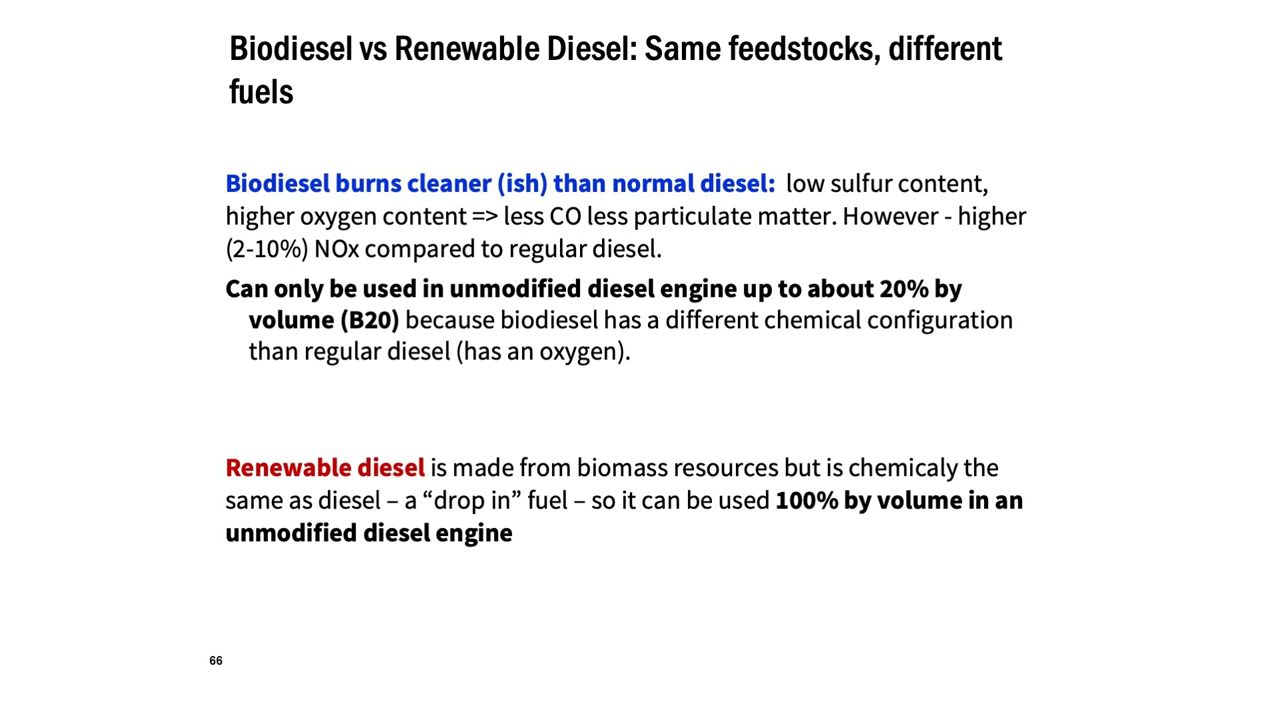 Biodiesel vs Renewable Diesel: Same feedstocks, different
fuels
Biodiesel burns cleaner (ish) than normal diesel:  low sulfur content,
higher oxygen content => less CO less particulate matter. However - higher
(2-10%) NOx compared to regular diesel.
Can only be used in unmodified diesel engine up to about 20% by
volume (B20) because biodiesel has a different chemical configuration
than regular diesel (has an oxygen).
Renewable diesel is made from biomass resources but is chemicaly the
same as diesel – a “drop in” fuel – so it can be used 100% by volume in an
unmodified diesel engine
66